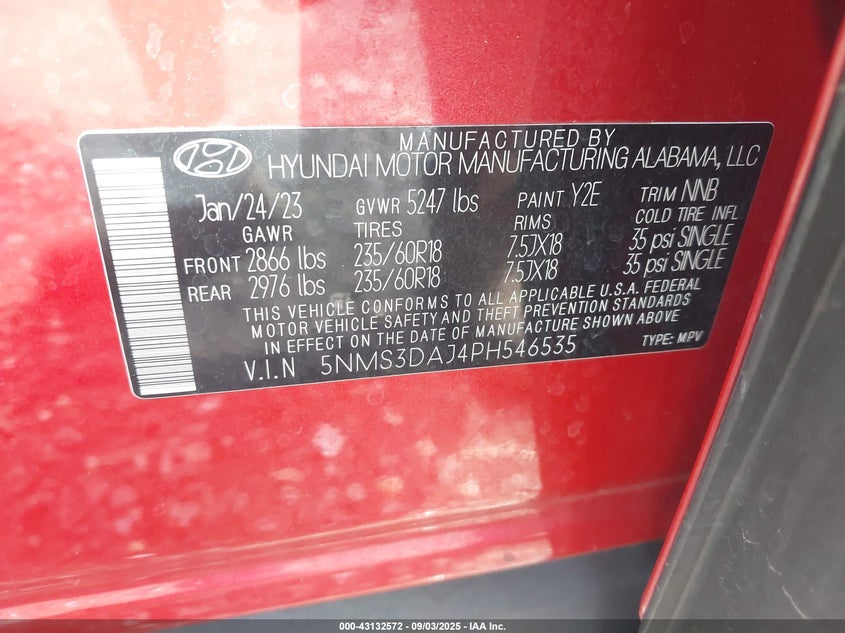 MANUFACTURED BY
HYUNDAI MOTOR MANUFACTURING ALABAMA, LLC
Jan/24/23 GVWR 5247 lbs PAINT Y2E TRIM NNB
GAWR TIRES RIMS COLD TIRE INFL
FRONT 2866 lbs 235/60R18 7.5JX18 35 psi SINGLE
REAR 2976 lbs 235/60R18 7.5JX18 35 psi SINGLE
THIS VEHICLE CONFORMS TO ALL APPLICABLE U.S.A. FEDERAL
MOTOR VEHICLE SAFETY AND THEFT PREVENTION STANDARDS
IN EFFECT ON THE DATE OF MANUFACTURE SHOWN ABOVE
V.I.N 5NMS3DAJ4PH546535 TYPE: MPV
000-43132572 - 09/03/2025 - IAA Inc.